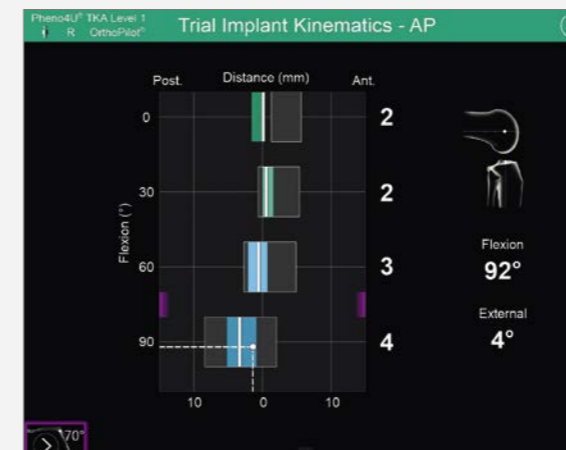 Pheno4U® TKA Level 1
R OrthoPilot®
Trial Implant Kinematics - AP
Post. Distance (mm) Ant.
0 2
30 2
Flexion (°)
60 3
90 4
10 0 10
Flexion
92°
External
4°
70°